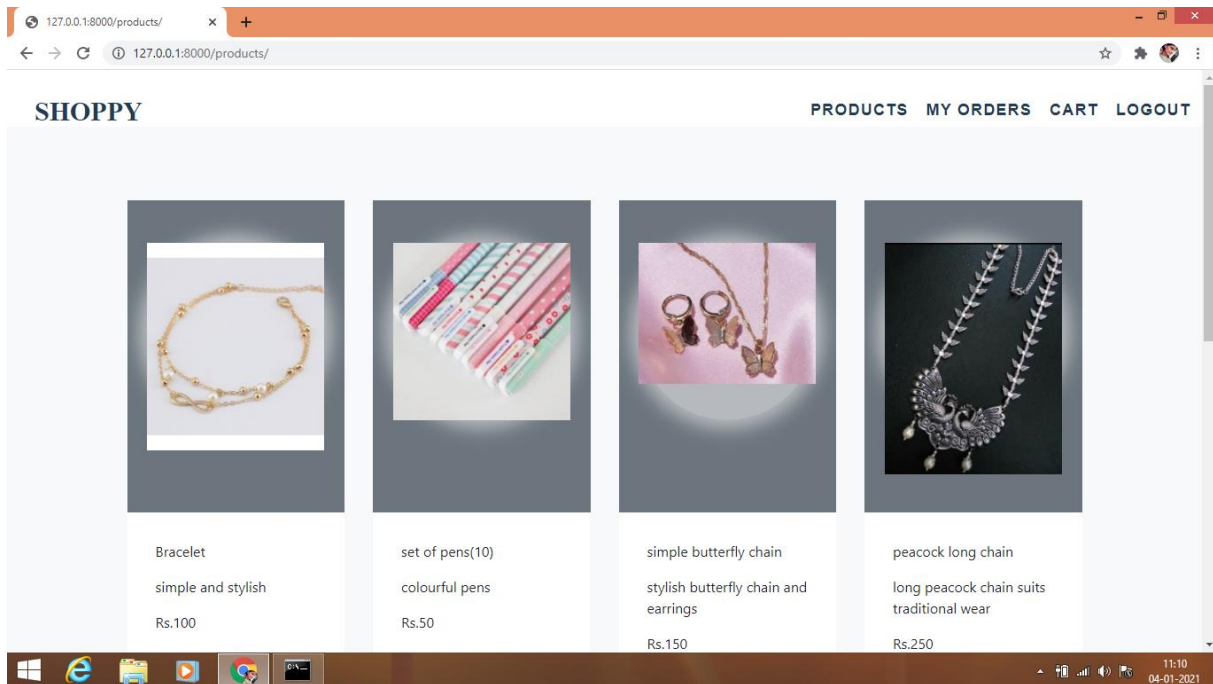 127.0.0.1:8000/products/
127.0.0.1:8000/products/
SHOPPY
PRODUCTS MY ORDERS CART LOGOUT
Bracelet
simple and stylish
Rs.100
set of pens(10)
colourful pens
Rs.50
simple butterfly chain
stylish butterfly chain and
earrings
Rs.150
peacock long chain
long peacock chain suits
traditional wear
Rs.250
11:10
04-01-2021